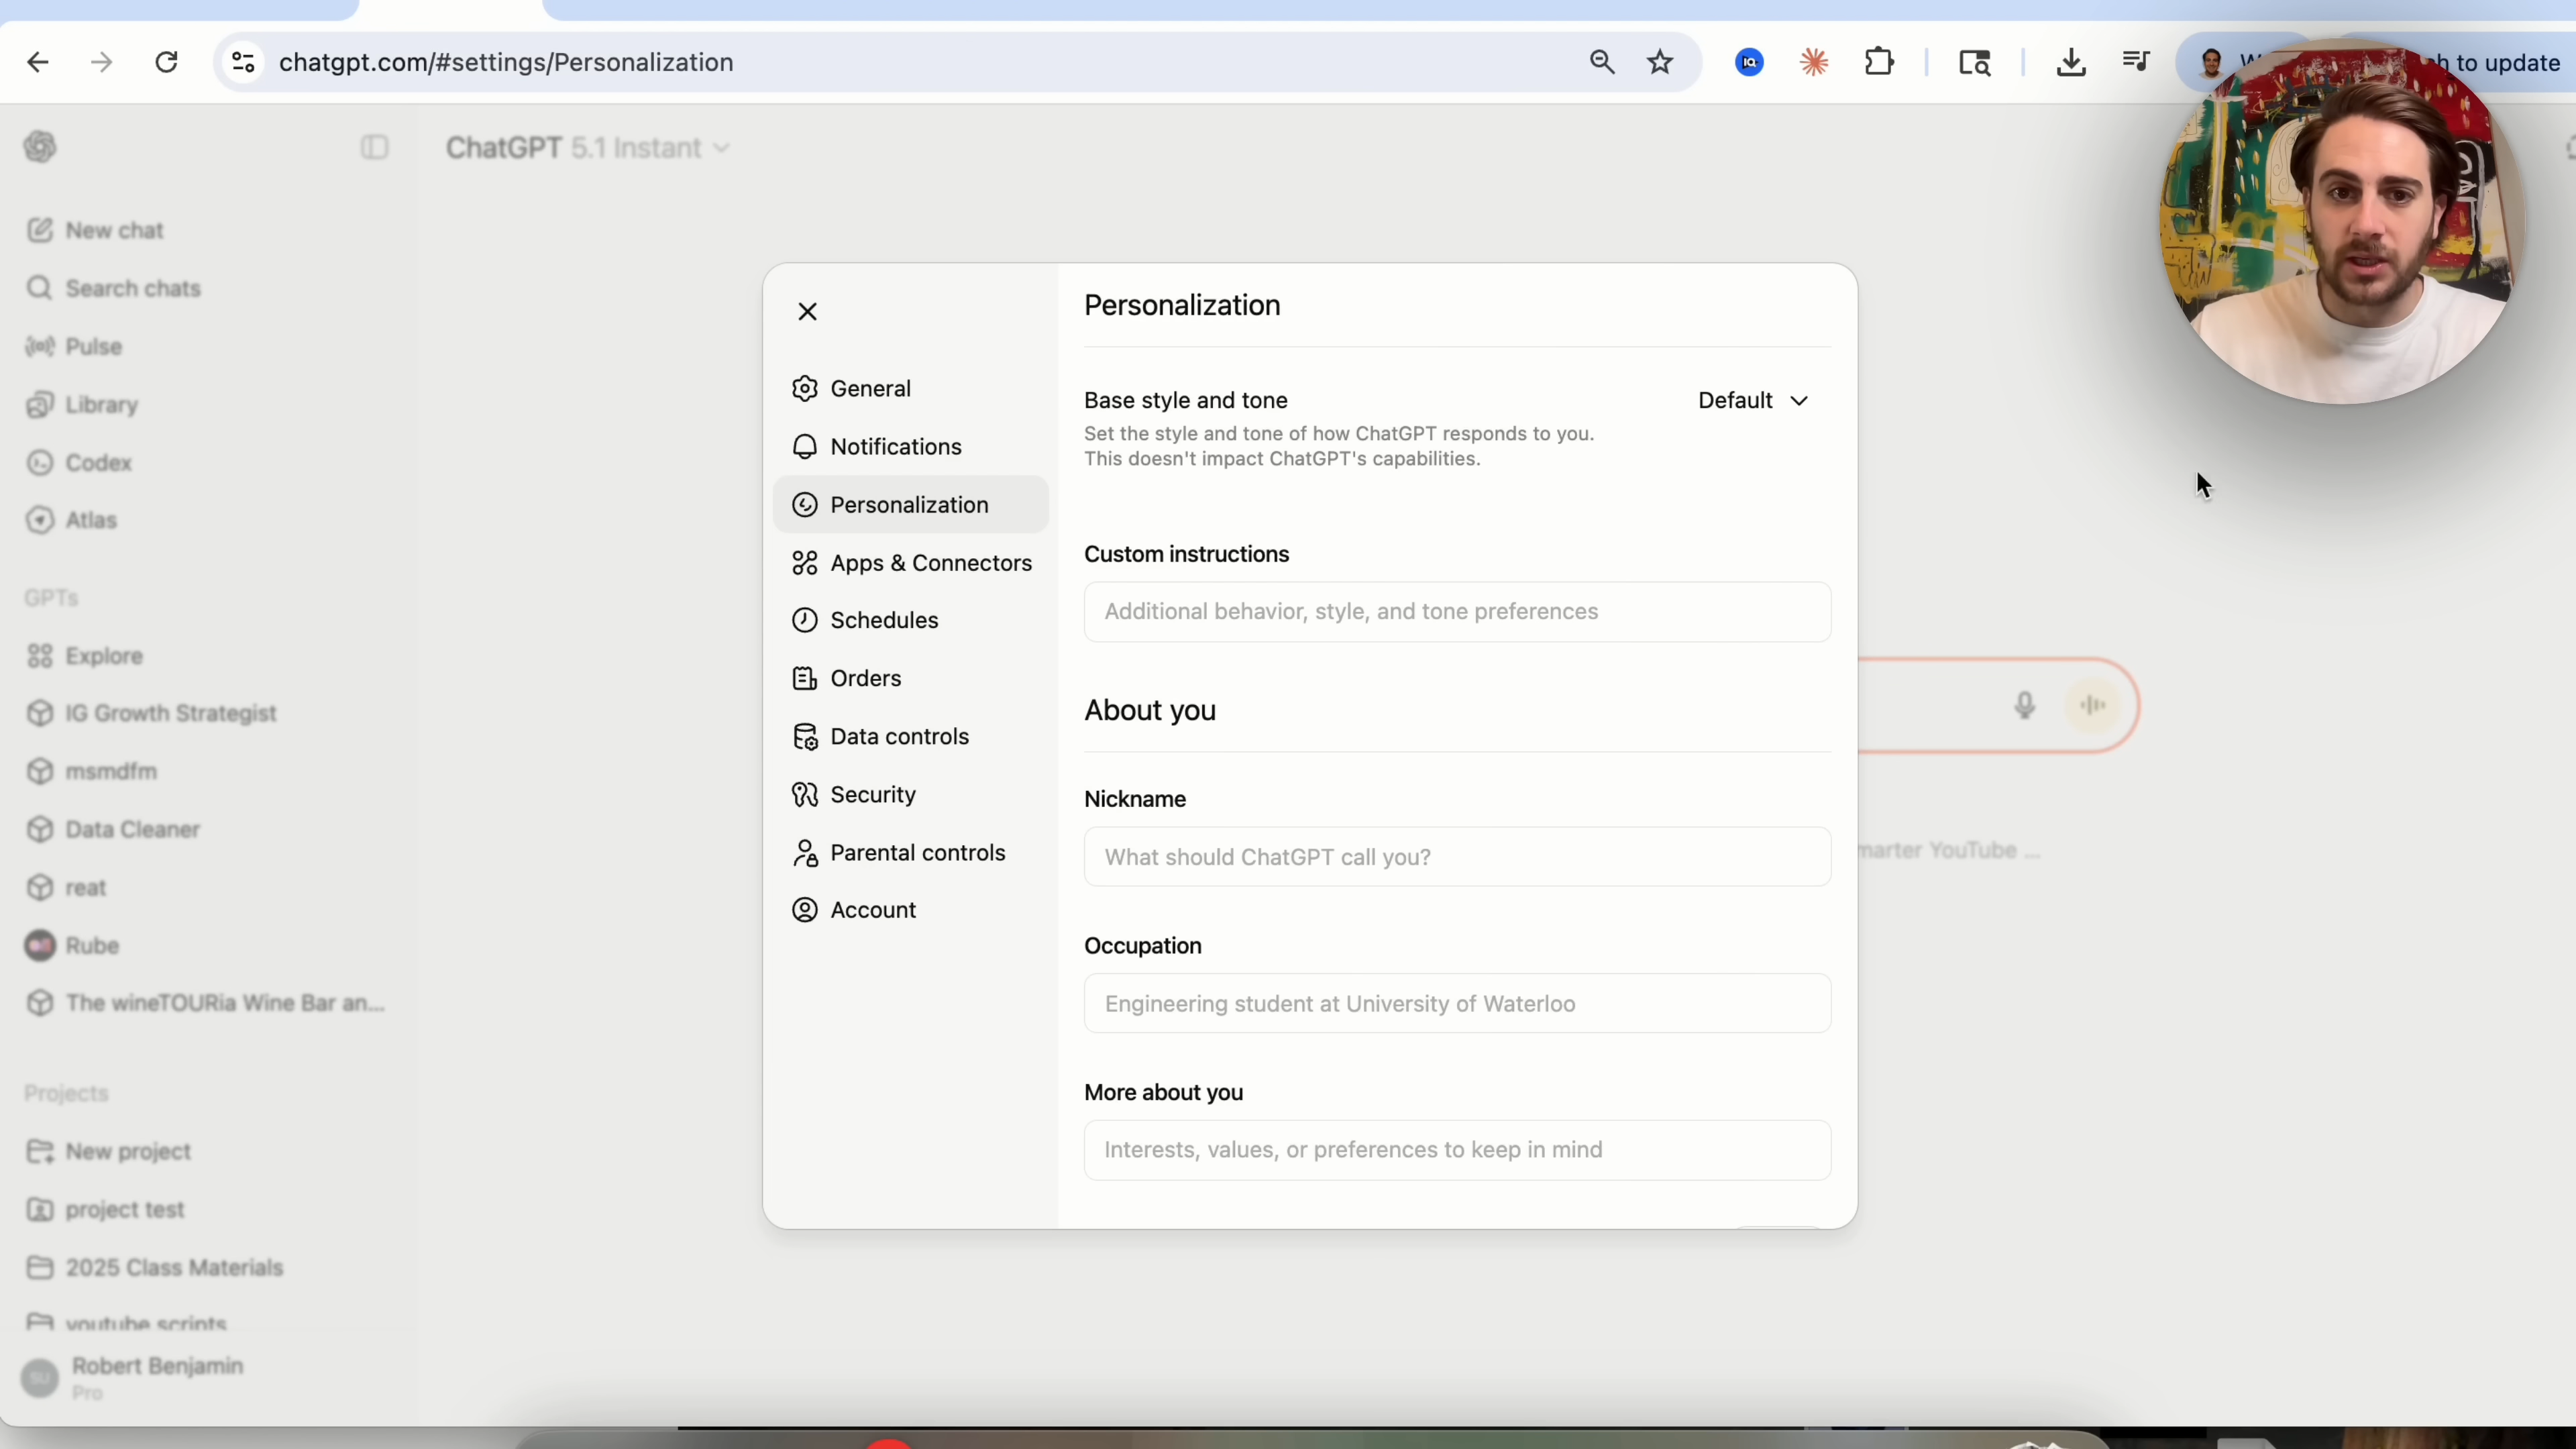 chatgpt.com/#settings/Personalization
h to update
ChatGPT 5.1 Instant
New chat
Search chats
Pulse
Library
Codex
Atlas
GPTs
Explore
IG Growth Strategist
msmdfm
Data Cleaner
reat
Rube
The wineTOURia Wine Bar an...
Projects
New project
project test
2025 Class Materials
youtube scripts
Robert Benjamin
Pro
General
Notifications
Personalization
Apps & Connectors
Schedules
Orders
Data controls
Security
Parental controls
Account
Personalization
Base style and tone
Default
Set the style and tone of how ChatGPT responds to you.
This doesn't impact ChatGPT's capabilities.
Custom instructions
Additional behavior, style, and tone preferences
About you
Nickname
What should ChatGPT call you?
Occupation
Engineering student at University of Waterloo
More about you
Interests, values, or preferences to keep in mind
marter YouTube ...